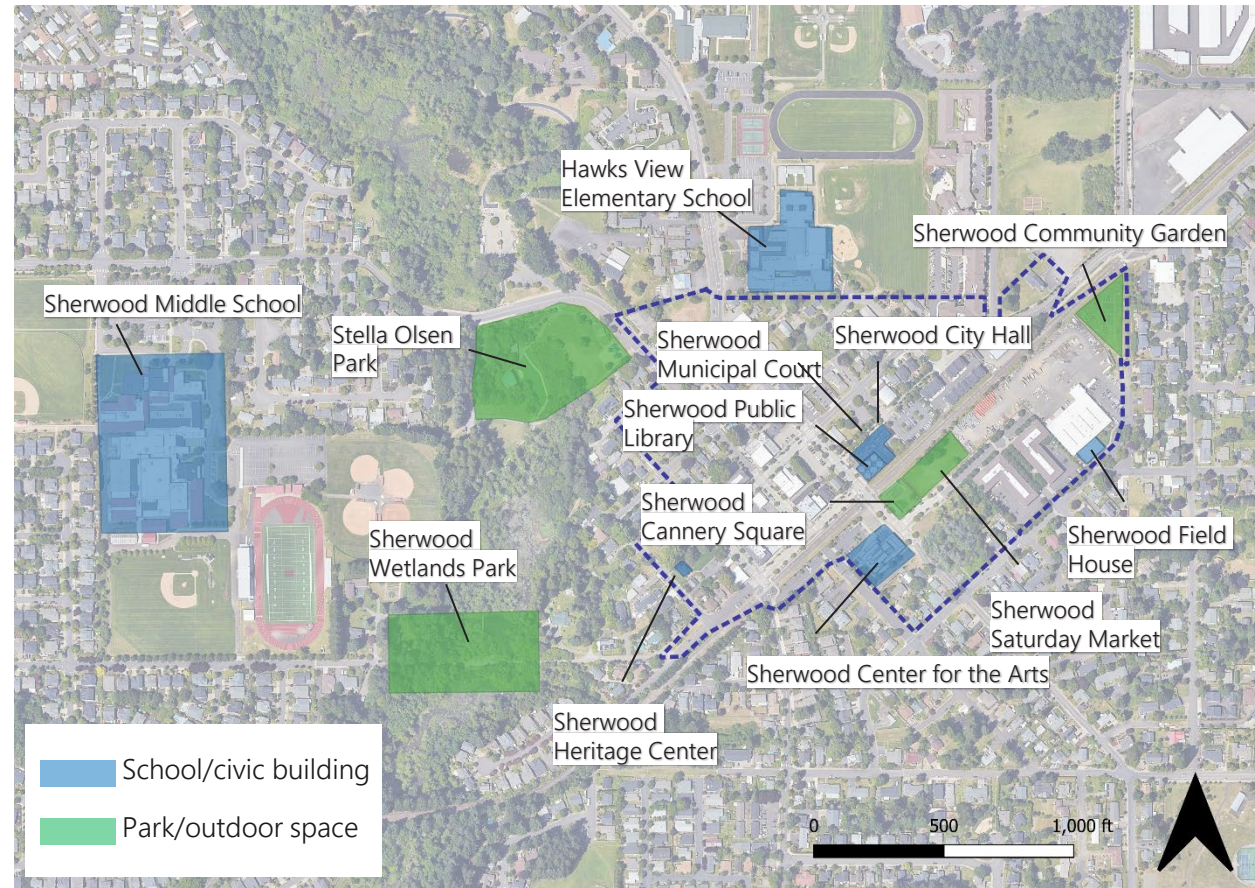 Hawks View
Elementary School
Sherwood Community Garden
Sherwood Middle School
Stella Olsen
Park
Sherwood
Municipal Court
Sherwood City Hall
Sherwood Public
Library
Sherwood
Cannery Square
Sherwood
Wetlands Park
Sherwood Field
House
Sherwood
Saturday Market
Sherwood Center for the Arts
Sherwood
Heritage Center
School/civic building
Park/outdoor space
0 500 1,000 ft